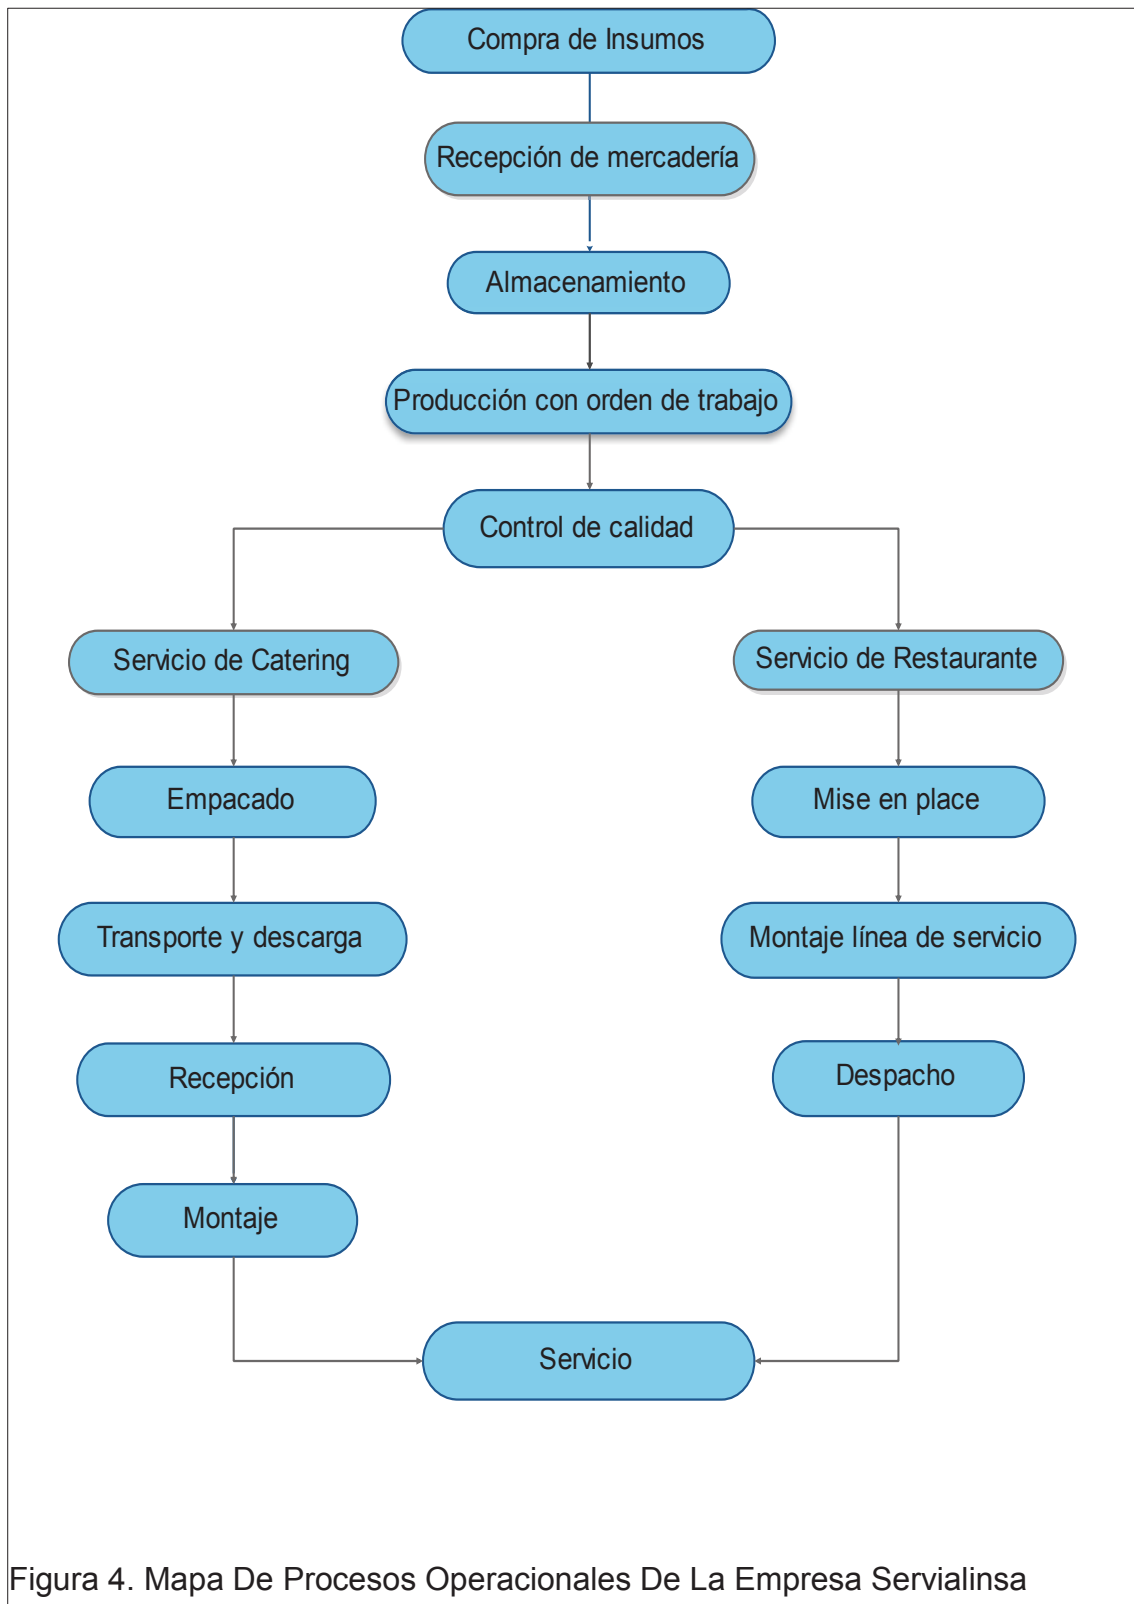 Compra de Insumos
Recepción de mercadería
Almacenamiento
Producción con orden de trabajo
Control de calidad
Servicio de Catering
Empacado
Transporte y descarga
Recepción
Montaje
Servicio de Restaurante
Mise en place
Montaje línea de servicio
Despacho
Servicio
Figura 4. Mapa De Procesos Operacionales De La Empresa Servialinsa